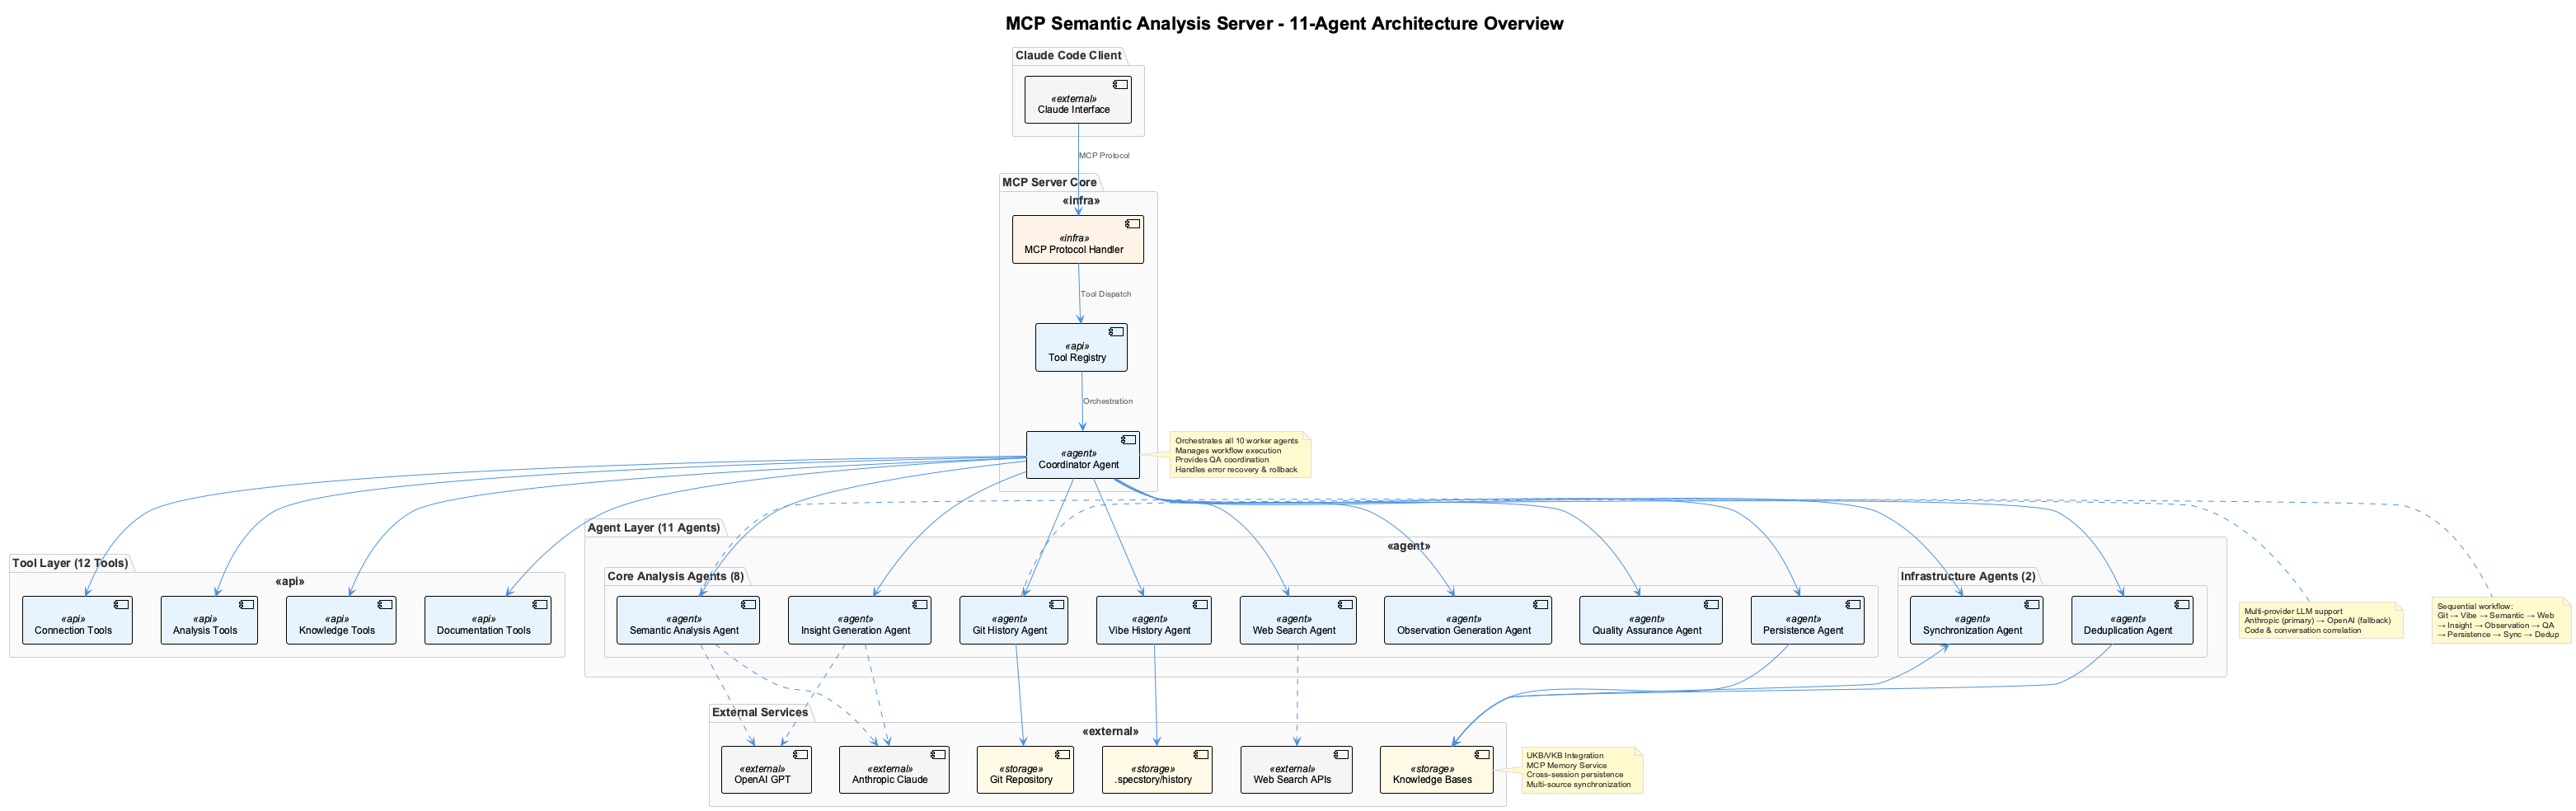 MCP Semantic Analysis Server - 11-Agent Architecture Overview
Claude Code Client
«external»
Claude Interface
MCP Protocol
MCP Server Core
«infra»
«infra»
MCP Protocol Handler
Tool Dispatch
«api»
Tool Registry
Orchestration
«agent»
Coordinator Agent
Orchestrates all 10 worker agents
Manages workflow execution
Provides QA coordination
Handles error recovery & rollback
Tool Layer (12 Tools)
«api»
«api»
Connection Tools
«api»
Analysis Tools
«api»
Knowledge Tools
«api»
Documentation Tools
Agent Layer (11 Agents)
«agent»
Core Analysis Agents (8)
«agent»
Semantic Analysis Agent
«agent»
Insight Generation Agent
«agent»
Git History Agent
«agent»
Vibe History Agent
«agent»
Web Search Agent
«agent»
Observation Generation Agent
«agent»
Quality Assurance Agent
«agent»
Persistence Agent
Infrastructure Agents (2)
«agent»
Synchronization Agent
«agent»
Deduplication Agent
Multi-provider LLM support
Anthropic (primary) → OpenAI (fallback)
Code & conversation correlation
Sequential workflow:
Git → Vibe → Semantic → Web
→ Insight → Observation → QA
→ Persistence → Sync → Dedup
External Services
«external»
«external»
OpenAI GPT
«external»
Anthropic Claude
«storage»
Git Repository
«storage»
.specstory/history
«external»
Web Search APIs
«storage»
Knowledge Bases
UKB/VKB Integration
MCP Memory Service
Cross-session persistence
Multi-source synchronization